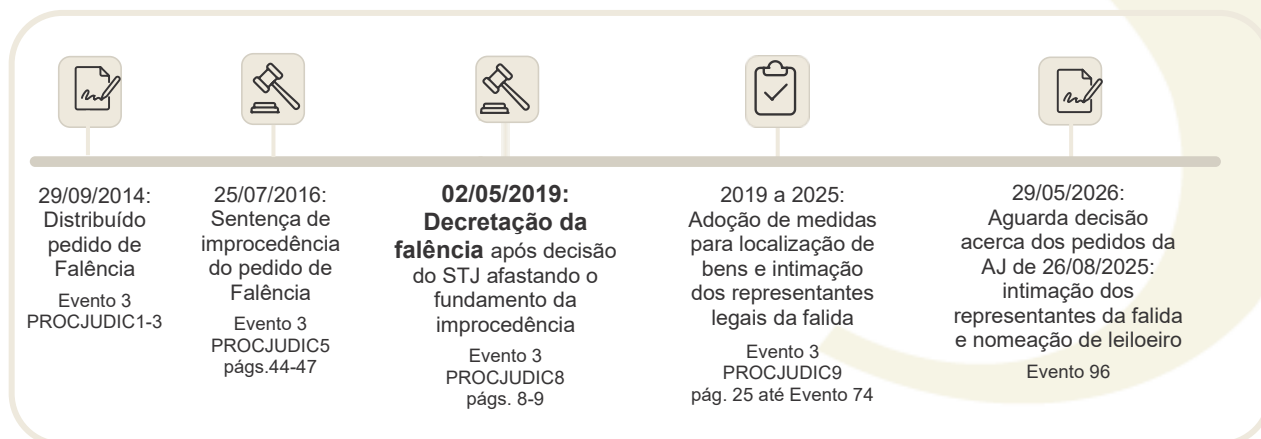 29/09/2014:
Distribuído
pedido de
Falência
Evento 3
PROCJUDIC1-3
25/07/2016:
Sentença de
improcedência
do pedido de
Falência
Evento 3
PROCJUDIC5
págs.44-47
02/05/2019:
Decretação da
falência após decisão
do STJ afastando o
fundamento da
improcedência
Evento 3
PROCJUDIC8
págs. 8-9
2019 a 2025:
Adoção de medidas
para localização de
bens e intimação
dos representantes
legais da falida
Evento 3
PROCJUDIC9
pág. 25 até Evento 74
29/05/2026:
Aguarda decisão
acerca dos pedidos da
AJ de 26/08/2025:
intimação dos
representantes da falida
e nomeação de leiloeiro
Evento 96